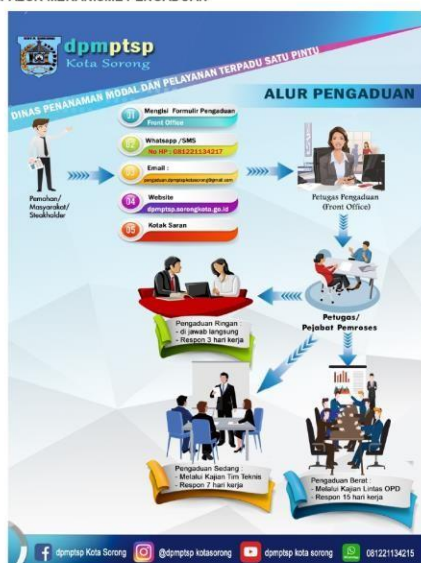 dpmptsp
Kota Sorong
DINAS PENANAMAN MODAL DAN PELAYANAN TERPADU SATU PINTU
ALUR PENGADUAN
01
Mengisi Formulir Pengaduan
Front Office
02
Whatsapp /SMS
No HP : 081221134217
03
Email :
pengaduan.dpmptspkotasorong@gmail.com
04
Website
dpmptsp.sorongkota.go.id
05
Kotak Saran
Pemohon/
Masyarakat/
Steakholder
Petugas Pengaduan
(Front Office)
Petugas/
Pejabat Pemroses
Pengaduan Ringan :
- di jawab langsung
- Respon 3 hari kerja
Pengaduan Sedang :
- Melalui Kajian Tim Teknis
- Respon 7 hari kerja
Pengaduan Berat :
- Melalui Kajian Lintas OPD
- Respon 15 hari kerja
dpmptsp Kota Sorong
@dpmptsp kotasorong
dpmptsp kota sorong
081221134215